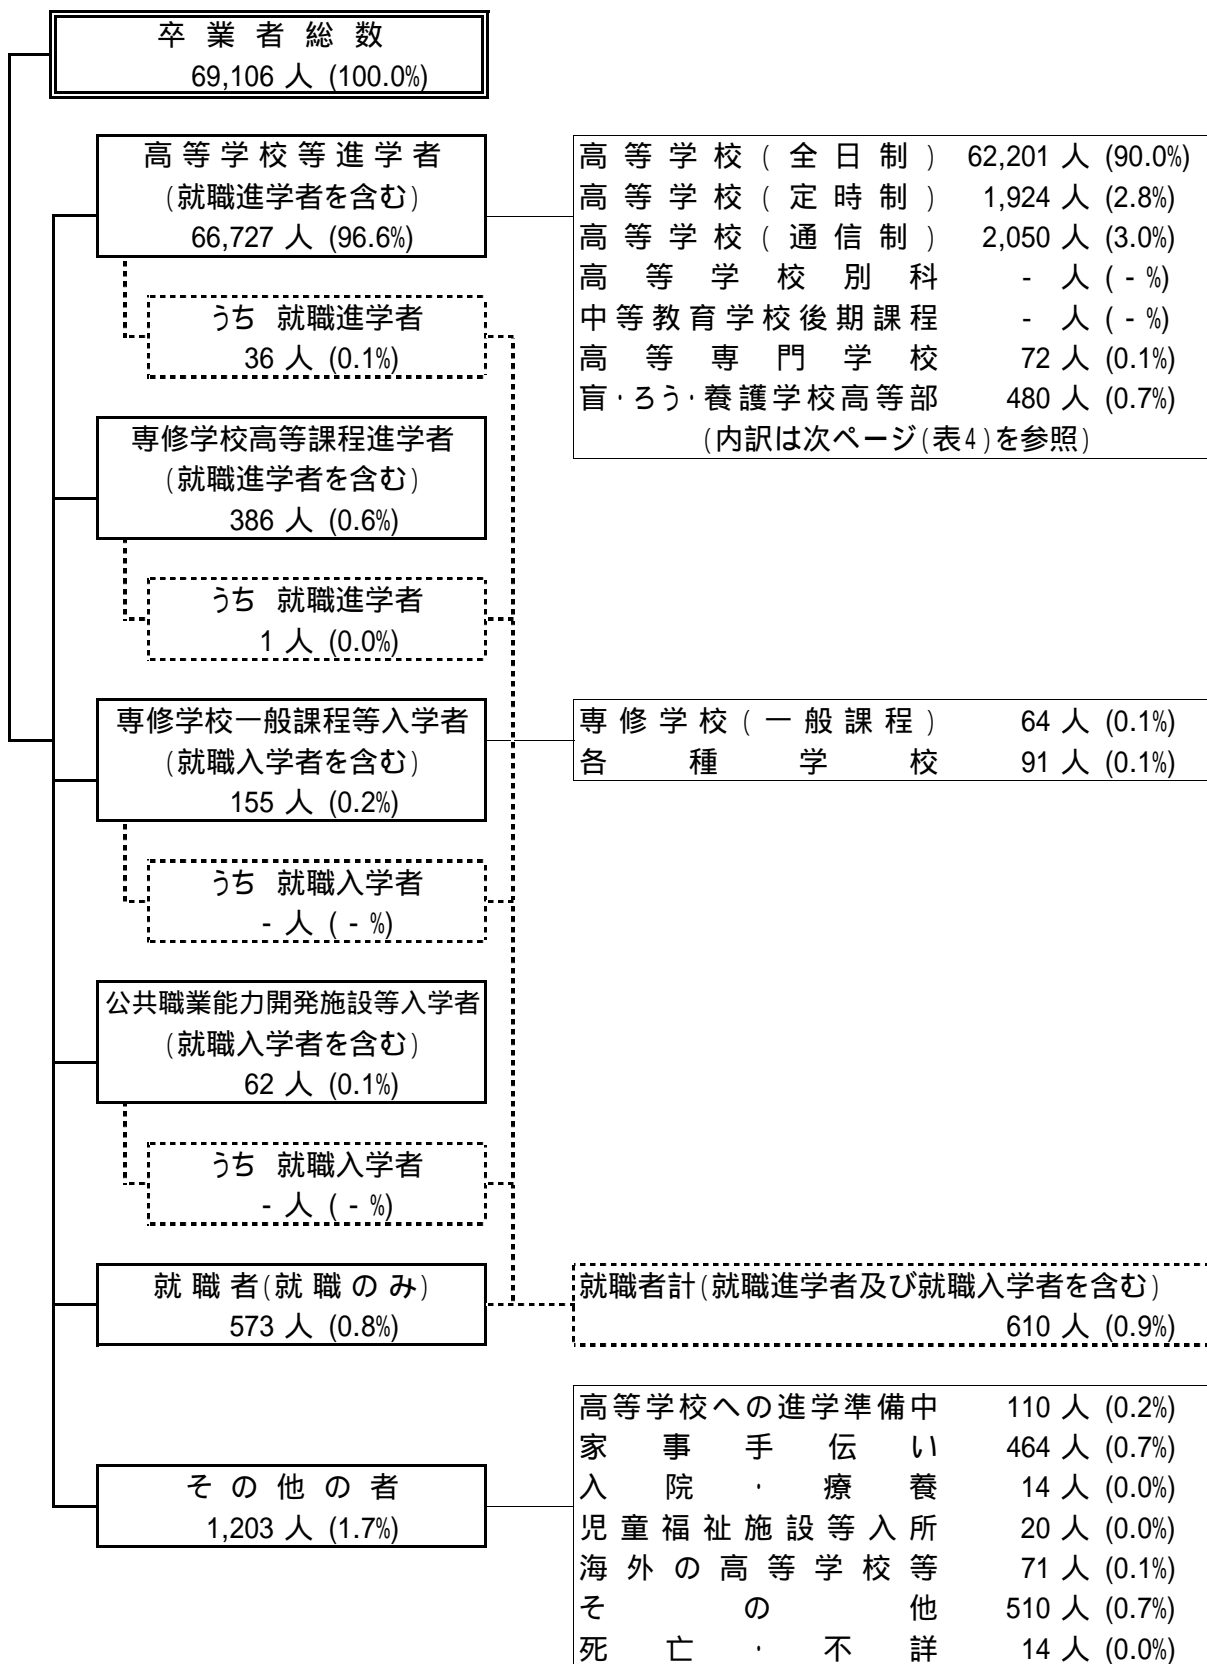 卒業者総数
69,106 人 (100.0%)
高等学校等進学者
(就職進学者を含む)
66,727 人 (96.6%)
うち 就職進学者
36 人 (0.1%)
高等学校(全日制) 62,201 人 (90.0%)
高等学校(定時制) 1,924 人 (2.8%)
高等学校(通信制) 2,050 人 (3.0%)
高等学校別科 - 人 ( - %)
中等教育学校後期課程 - 人 ( - %)
高等専門学校 72 人 (0.1%)
盲・ろう・養護学校高等部 480 人 (0.7%)
(内訳は次ページ(表4)を参照)
専修学校高等課程進学者
(就職進学者を含む)
386 人 (0.6%)
うち 就職進学者
1 人 (0.0%)
専修学校一般課程等入学者
(就職入学者を含む)
155 人 (0.2%)
専修学校(一般課程) 64 人 (0.1%)
各種学校 91 人 (0.1%)
うち 就職入学者
- 人 ( - %)
公共職業能力開発施設等入学者
(就職入学者を含む)
62 人 (0.1%)
うち 就職入学者
- 人 ( - %)
就職者(就職のみ)
573 人 (0.8%)
就職者計(就職進学者及び就職入学者を含む)
610 人 (0.9%)
その他の者
1,203 人 (1.7%)
高等学校への進学準備中 110 人 (0.2%)
家事手伝い 464 人 (0.7%)
入院・療養 14 人 (0.0%)
児童福祉施設等入所 20 人 (0.0%)
海外の高等学校等 71 人 (0.1%)
その他 510 人 (0.7%)
死亡・不詳 14 人 (0.0%)